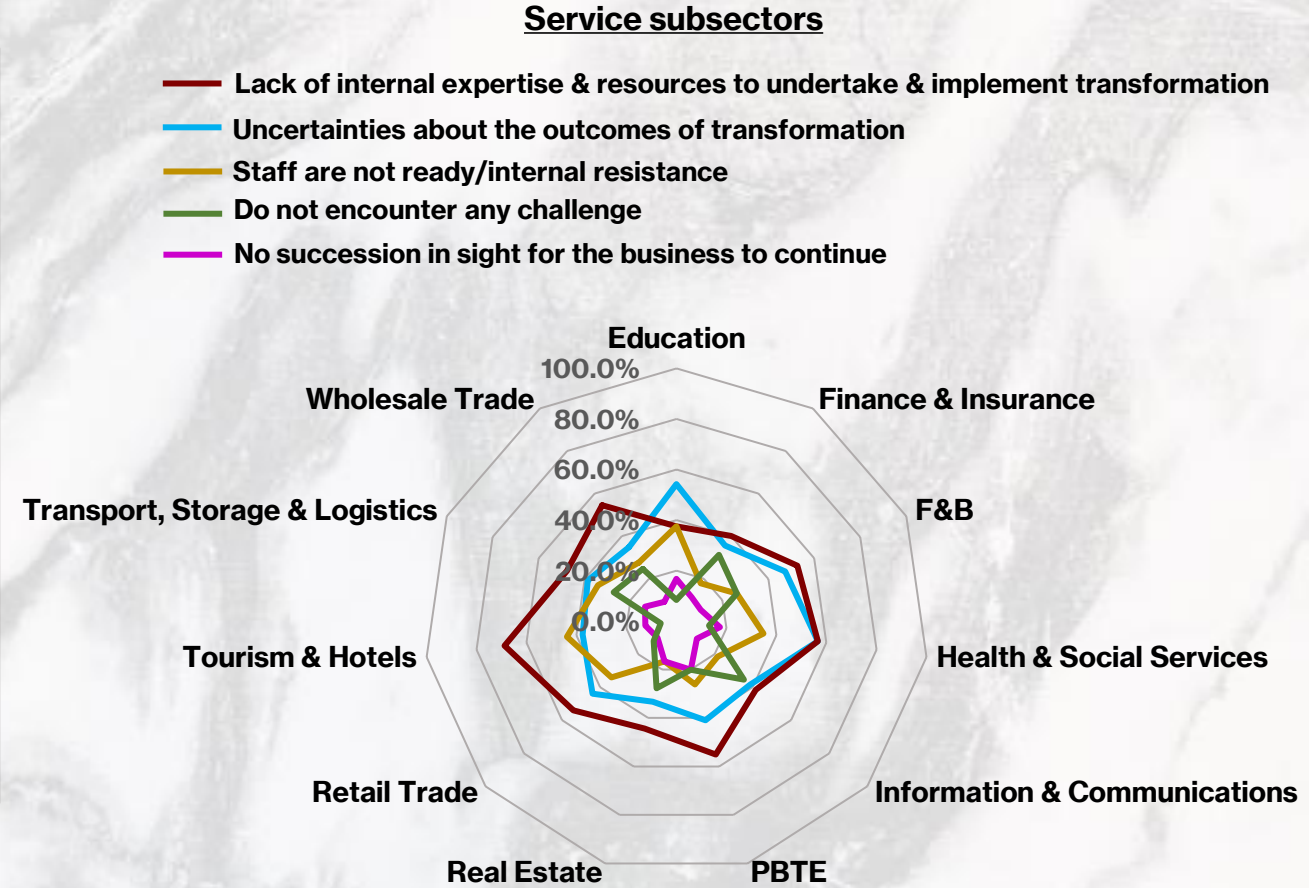 Service subsectors
Lack of internal expertise & resources to undertake & implement transformation
Uncertainties about the outcomes of transformation
Staff are not ready/internal resistance
Do not encounter any challenge
No succession in sight for the business to continue
Education
100.0%
Wholesale Trade
Finance & Insurance
80.0%
60.0%
Transport, Storage & Logistics
F&B
40.0%
20.0%
0.0%
Tourism & Hotels
Health & Social Services
Retail Trade
Information & Communications
Real Estate
PBTE